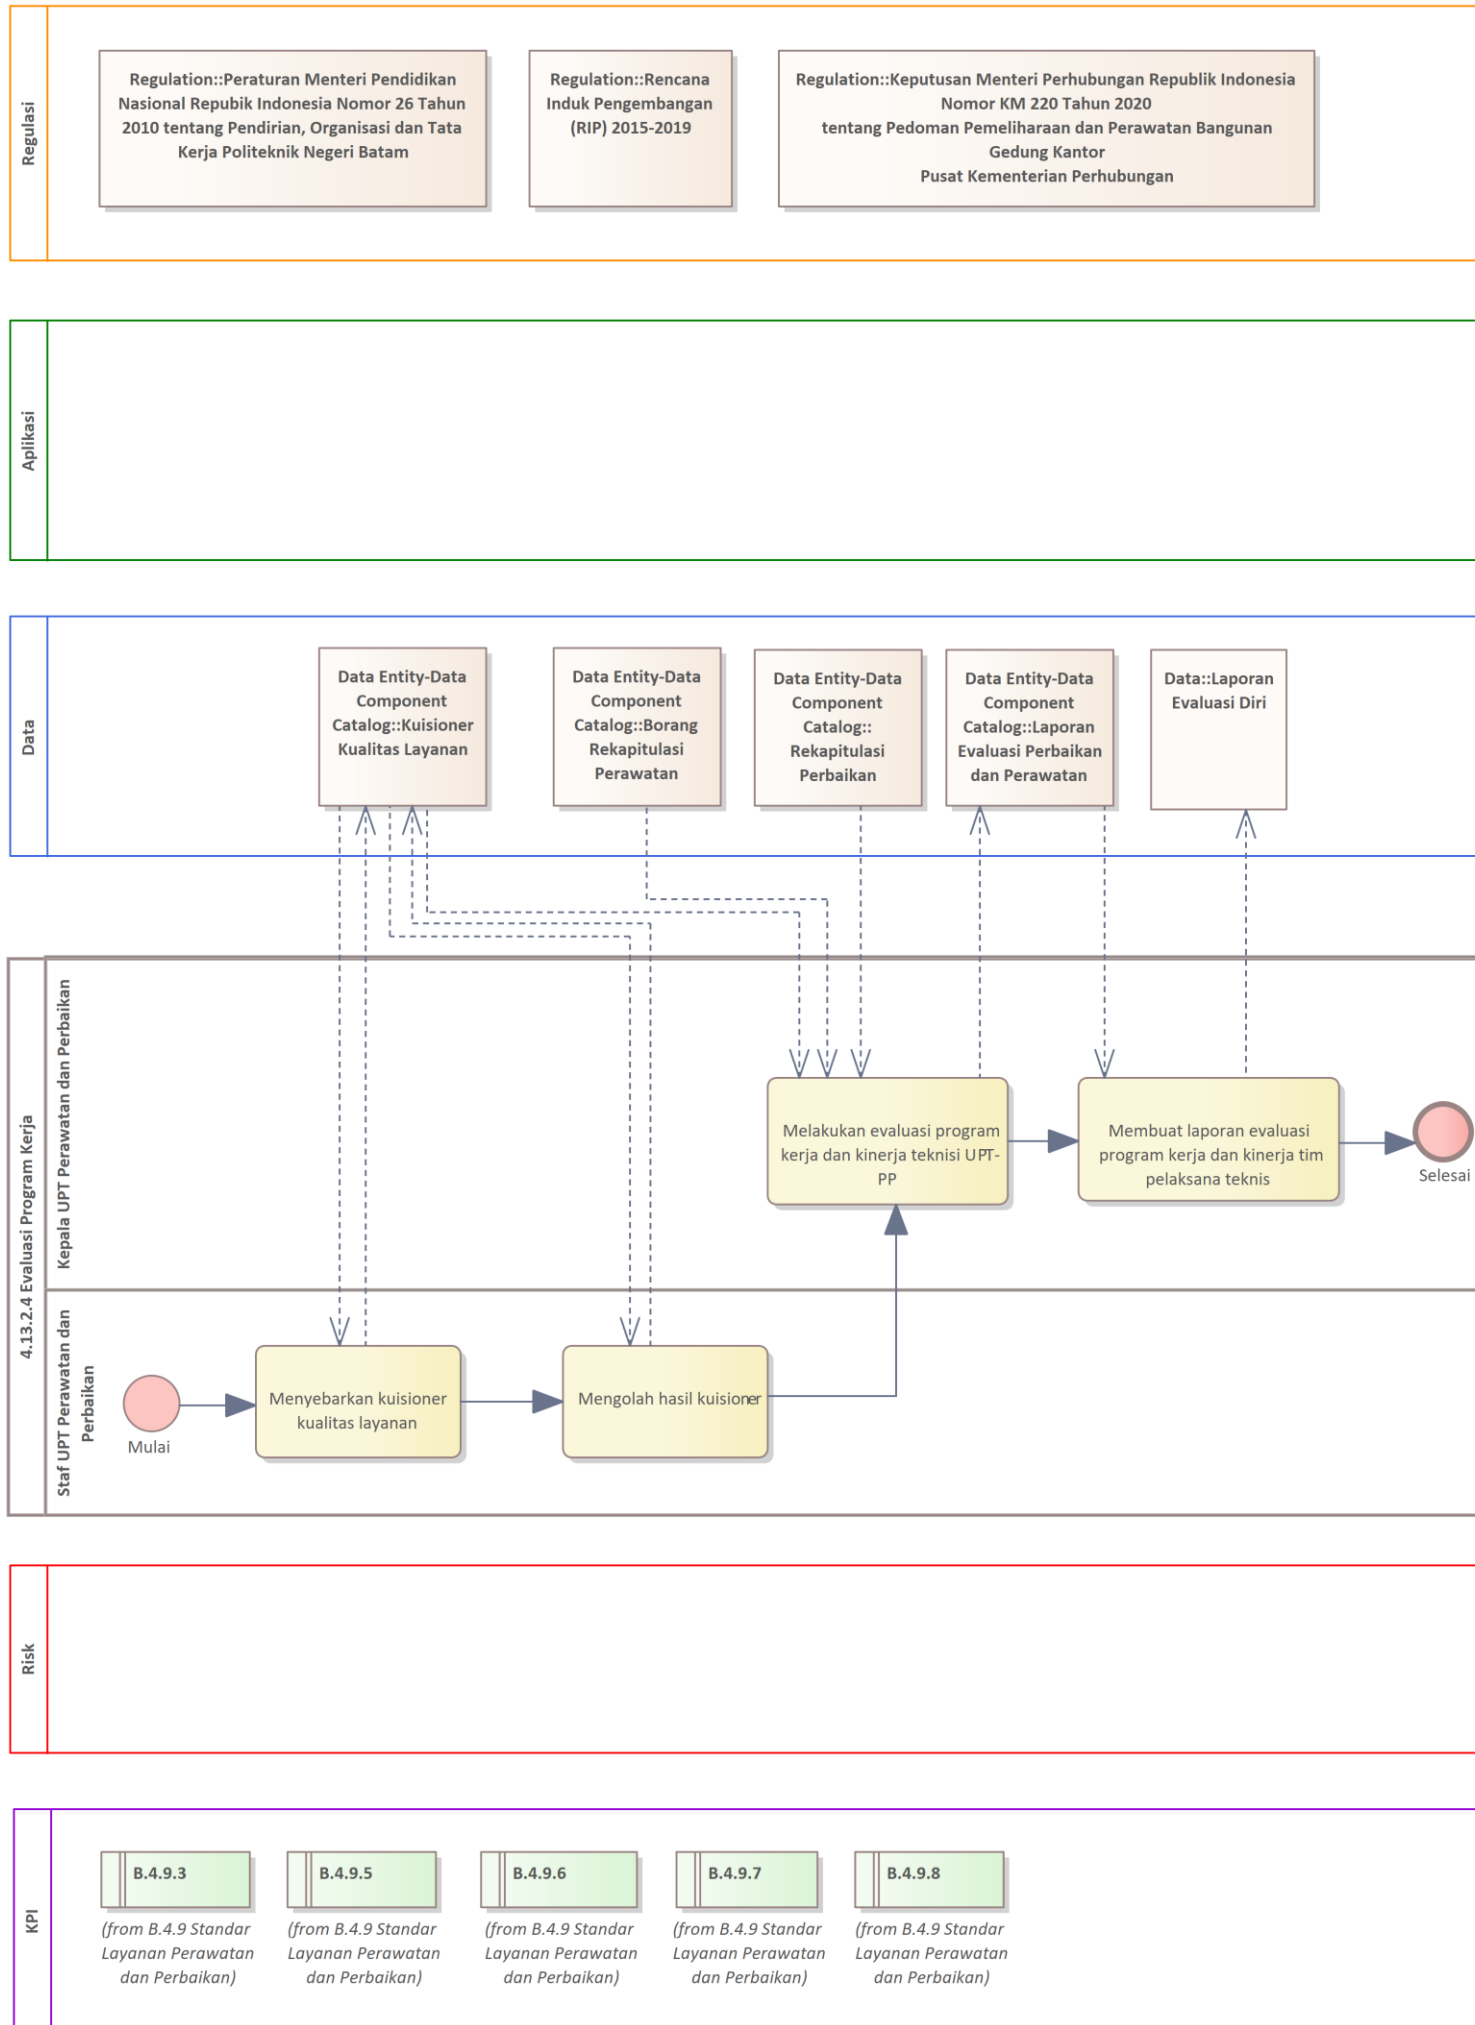 Regulasi
Regulation::Peraturan Menteri Pendidikan
Nasional Repubik Indonesia Nomor 26 Tahun
2010 tentang Pendirian, Organisasi dan Tata
Kerja Politeknik Negeri Batam
Regulation::Rencana
Induk Pengembangan
(RIP) 2015-2019
Regulation::Keputusan Menteri Perhubungan Republik Indonesia
Nomor KM 220 Tahun 2020
tentang Pedoman Pemeliharaan dan Perawatan Bangunan
Gedung Kantor
Pusat Kementerian Perhubungan
Aplikasi
Data
Data Entity-Data
Component
Catalog::Kuisioner
Kualitas Layanan
Data Entity-Data
Component
Catalog::Borang
Rekapitulasi
Perawatan
Data Entity-Data
Component
Catalog::
Rekapitulasi
Perbaikan
Data Entity-Data
Component
Catalog::Laporan
Evaluasi Perbaikan
dan Perawatan
Data::Laporan
Evaluasi Diri
4.13.2.4 Evaluasi Program Kerja
Kepala UPT Perawatan dan Perbaikan
Melakukan evaluasi program
kerja dan kinerja teknisi UPT-
PP
Membuat laporan evaluasi
program kerja dan kinerja tim
pelaksana teknis
Selesai
Staf UPT Perawatan dan
Perbaikan
Mulai
Menyebarkan kuisioner
kualitas layanan
Mengolah hasil kuisioner
Risk
KPI
B.4.9.3
(from B.4.9 Standar
Layanan Perawatan
dan Perbaikan)
B.4.9.5
(from B.4.9 Standar
Layanan Perawatan
dan Perbaikan)
B.4.9.6
(from B.4.9 Standar
Layanan Perawatan
dan Perbaikan)
B.4.9.7
(from B.4.9 Standar
Layanan Perawatan
dan Perbaikan)
B.4.9.8
(from B.4.9 Standar
Layanan Perawatan
dan Perbaikan)